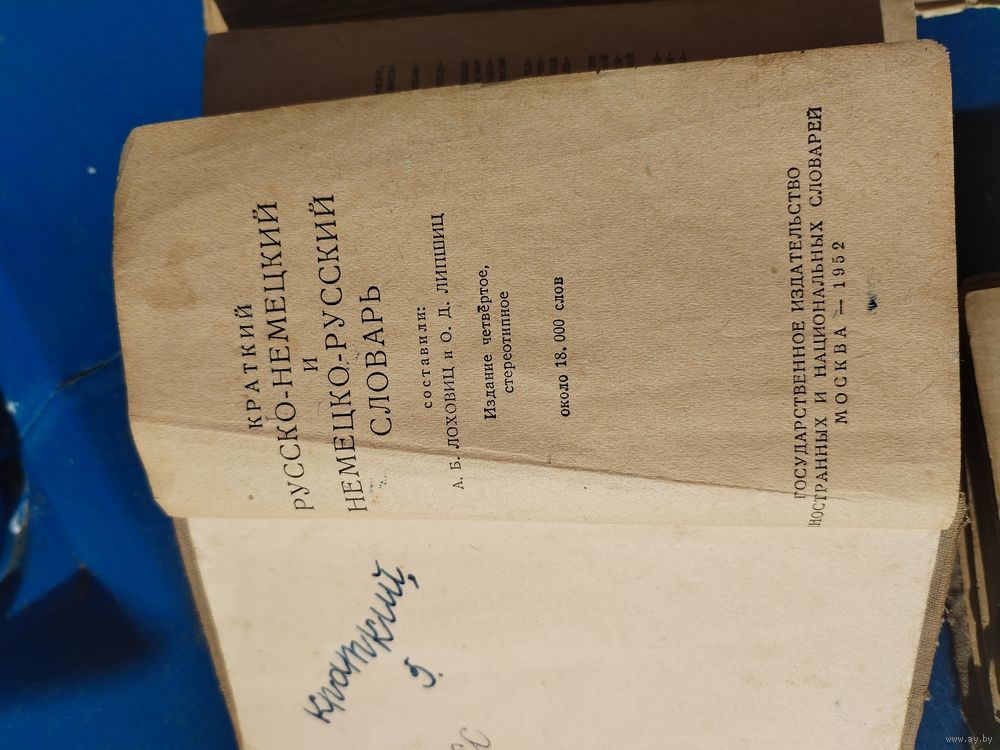 КРАТКИЙ
РУССКО-НЕМЕЦКИЙ
И
НЕМЕЦКО-РУССКИЙ
СЛОВАРЬ
составили:
А. Б. ЛОХОВИЦ и О. Д. ЛИПШИЦ
Издание четвёртое,
стереотипное
около 18.000 слов
ГОСУДАРСТВЕННОЕ ИЗДАТЕЛЬСТВО
ИНОСТРАННЫХ И НАЦИОНАЛЬНЫХ СЛОВАРЕЙ
МОСКВА — 1952
краткий
www.ay.by